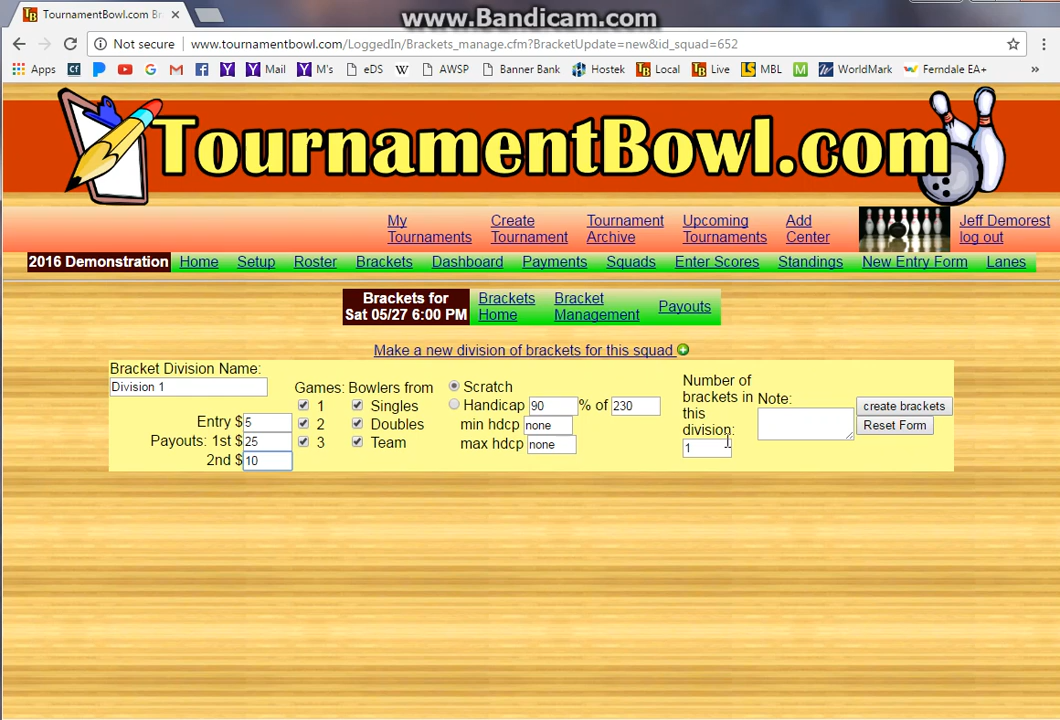 www.Bandicam.com
TournamentBowl.com Br
Not secure www.tournamentbowl.com/LoggedIn/Brackets_manage.cfm?BracketUpdate=new&id_squad=652
Apps Mail M's eDS AWSP Banner Bank Hostek Local Live MBL WorldMark Ferndale EA+ »
TournamentBowl.com
My Tournaments
Create Tournament
Tournament Archive
Upcoming Tournaments
Add Center
Jeff Demorest
log out
2016 Demonstration Home Setup Roster Brackets Dashboard Payments Squads Enter Scores Standings New Entry Form Lanes
Brackets for
Sat 05/27 6:00 PM
Brackets Home
Bracket Management
Payouts
Make a new division of brackets for this squad
Bracket Division Name:
Division 1
Entry $ 5
Payouts: 1st $ 25
2nd $ 10
Games: Bowlers from
1 Singles
2 Doubles
3 Team
Scratch
Handicap 90 % of 230
min hdcp none
max hdcp none
Number of
brackets in
this
division:
1
Note:
create brackets
Reset Form